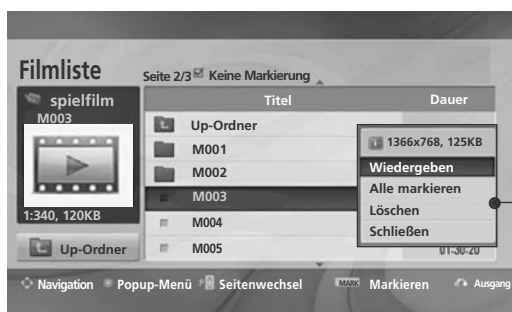 Filmliste
Seite 2/3 Keine Markierung
spielfilm
M003
1:340, 120KB
Up-Ordner
Titel Dauer
Up-Ordner
M001
M002
M003
M004
M005
01:30:20
1366x768, 125KB
Wiedergeben
Alle markieren
Löschen
Schließen
Navigation Popup-Menü Seitenwechsel MARK Markieren Ausgang